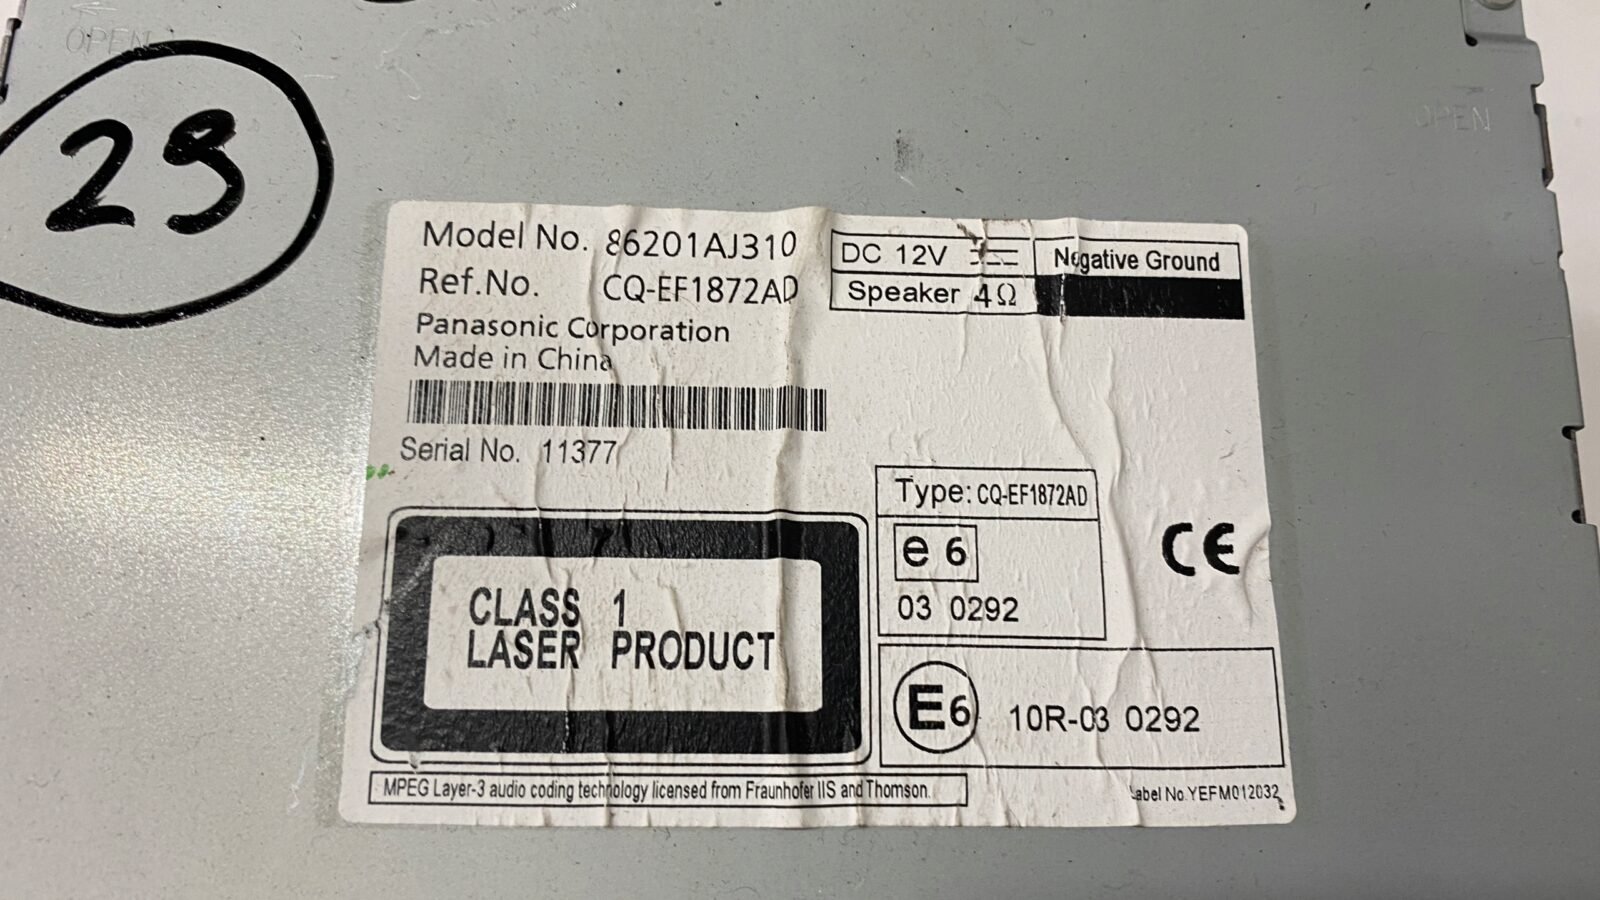 OPEN
OPEN
29
Model No. 86201AJ310
Ref.No. CQ-EF1872AD
Panasonic Corporation
Made in China
Serial No. 11377
DC 12V
Negative Ground
Speaker 4Ω
Type: CQ-EF1872AD
e 6
03 0292
CE
CLASS 1
LASER PRODUCT
E6 10R-03 0292
MPEG Layer-3 audio coding technology licensed from Fraunhofer IIS and Thomson.
Label No.YEFM012032